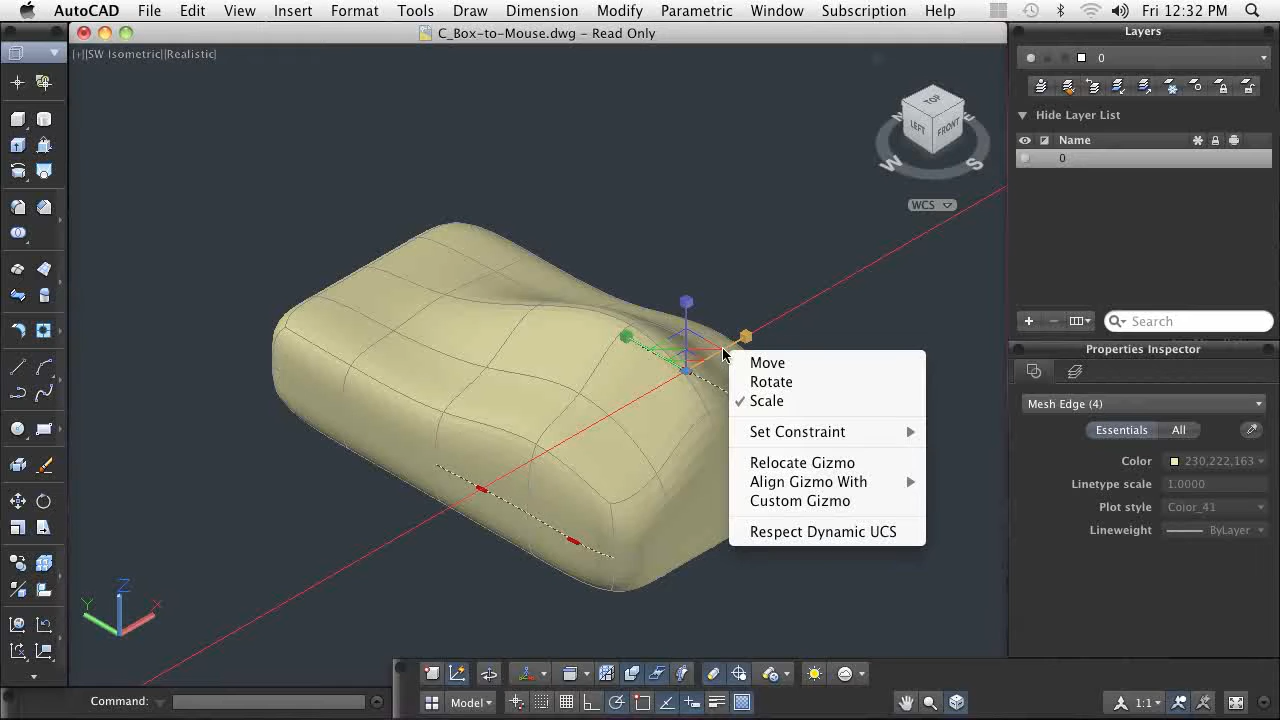 AutoCAD File Edit View Insert Format Tools Draw Dimension Modify Parametric Window Subscription Help Fri 12:32 PM
C_Box-to-Mouse.dwg - Read Only
[+]|SW Isometric||Realistic]
Layers
0
Hide Layer List
Name
0
TOP
LEFT FRONT
W S
WCS
Search
Properties Inspector
Mesh Edge (4)
Essentials All
Color 230,222,163
Linetype scale 1.0000
Plot style Color_41
Lineweight ByLayer
Move
Rotate
Scale
Set Constraint
Relocate Gizmo
Align Gizmo With
Custom Gizmo
Respect Dynamic UCS
Z
Y X
Command:
Model
1:1